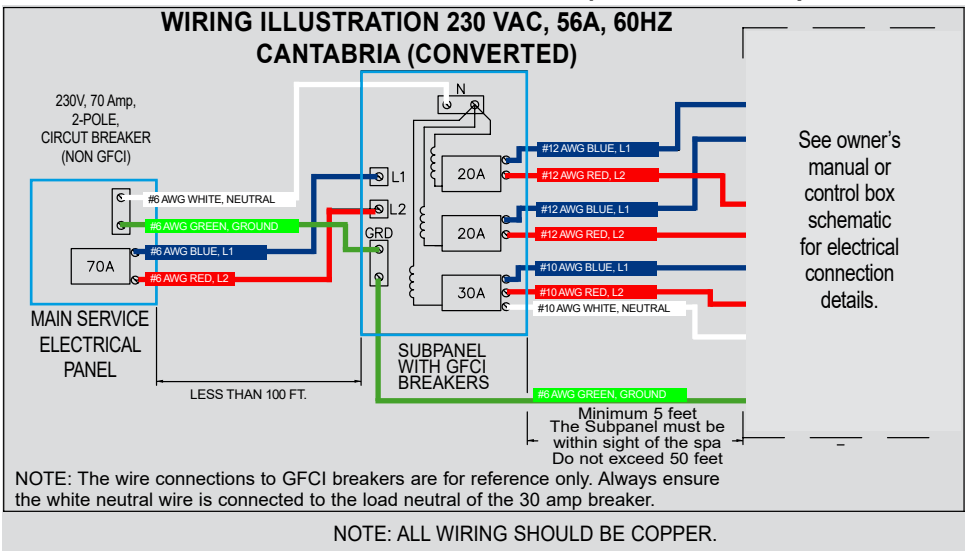 WIRING ILLUSTRATION 230 VAC, 56A, 60HZ
CANTABRIA (CONVERTED)
230V, 70 Amp,
2-POLE,
CIRCUT BREAKER
(NON GFCI)
#6 AWG WHITE, NEUTRAL
#6 AWG GREEN, GROUND
#6 AWG BLUE, L1
#6 AWG RED, L2
70A
MAIN SERVICE
ELECTRICAL
PANEL
LESS THAN 100 FT.
N
L1
L2
GRD
20A
20A
30A
SUBPANEL
WITH GFCI
BREAKERS
#12 AWG BLUE, L1
#12 AWG RED, L2
#12 AWG BLUE, L1
#12 AWG RED, L2
#10 AWG BLUE, L1
#10 AWG RED, L2
#10 AWG WHITE, NEUTRAL
#6 AWG GREEN, GROUND
Minimum 5 feet
The Subpanel must be
within sight of the spa
Do not exceed 50 feet
See owner's
manual or
control box
schematic
for electrical
connection
details.
NOTE: The wire connections to GFCI breakers are for reference only. Always ensure
the white neutral wire is connected to the load neutral of the 30 amp breaker.
NOTE: ALL WIRING SHOULD BE COPPER.